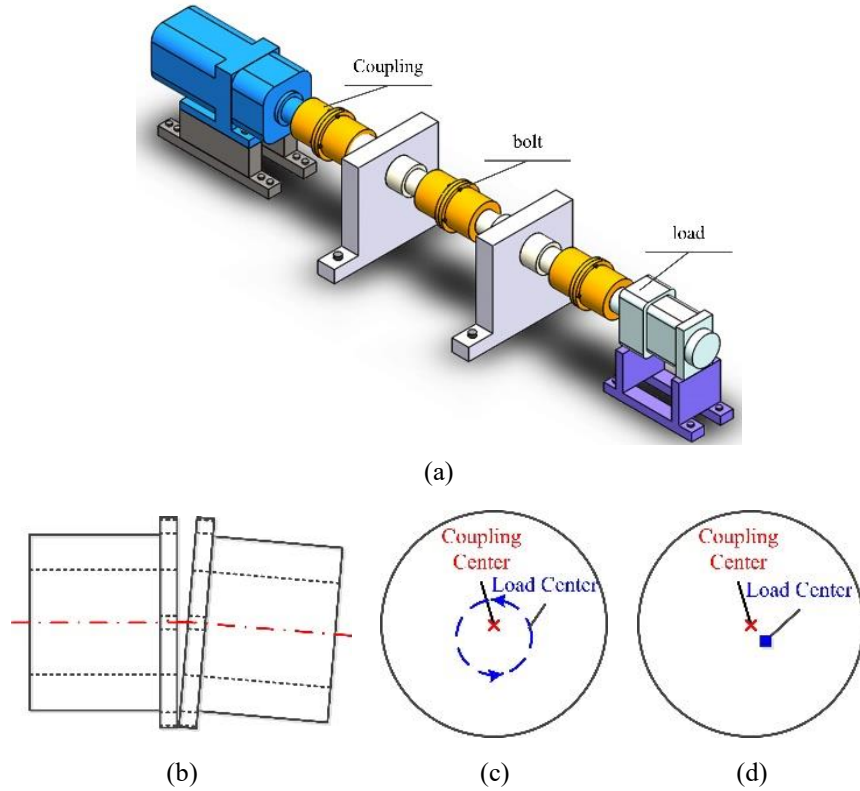 Coupling
bolt
load
(a)
Coupling
Center
Load Center
Coupling
Center
Load Center
(b)
(c)
(d)